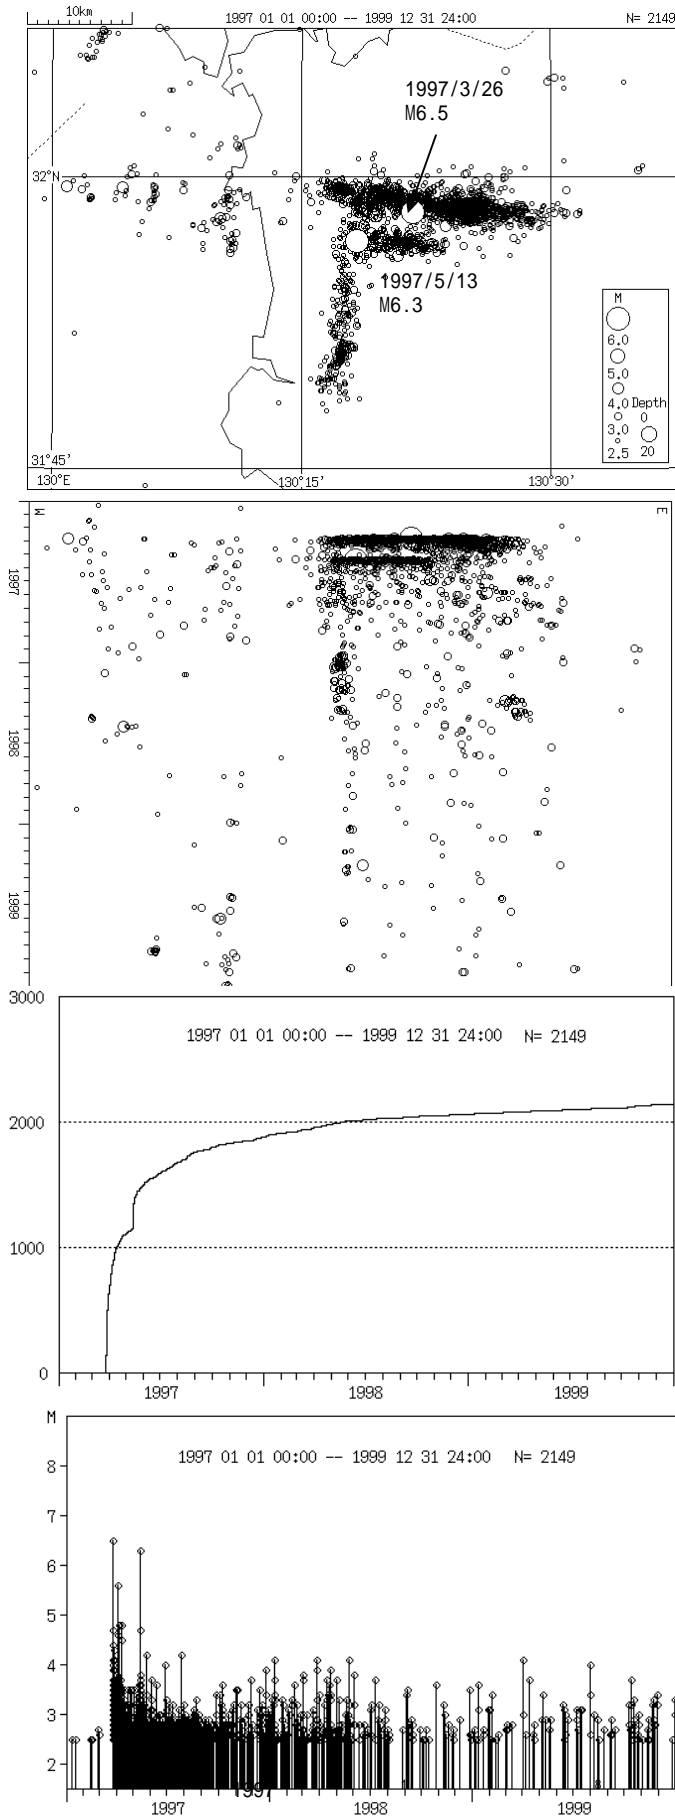 10km 1997 01 01 00:00 -- 1999 12 31 24:00 N= 2149
1997/3/26
M6.5
32°N
1997/5/13
M6.3
M
6.0
5.0
4.0 Depth
0
3.0
2.5 20
31°45'
130°E 130°15' 130°30'
W E
1997
1998
1999
3000
1997 01 01 00:00 -- 1999 12 31 24:00 N= 2149
2000
1000
0
1997 1998 1999
M
1997 01 01 00:00 -- 1999 12 31 24:00 N= 2149
8
7
6
5
4
3
2
1997
1997 1998 1999